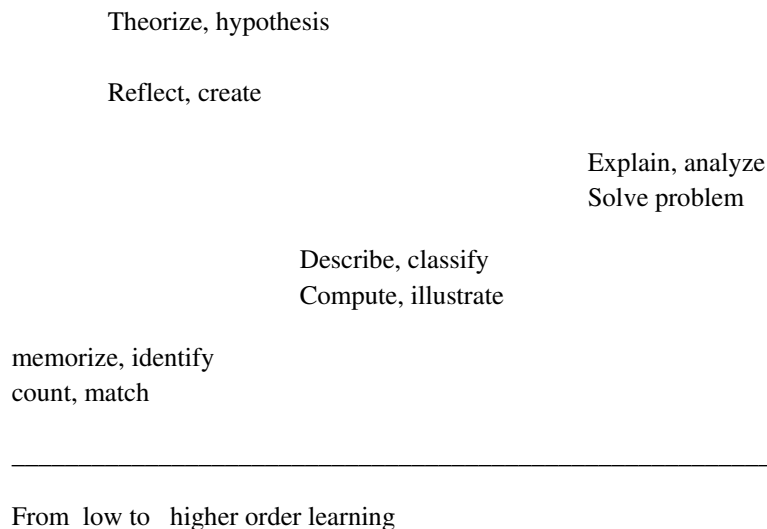 Theorize, hypothesis
Reflect, create
Explain, analyze
Solve problem
Describe, classify
Compute, illustrate
memorize, identify
count, match
From low to higher order learning